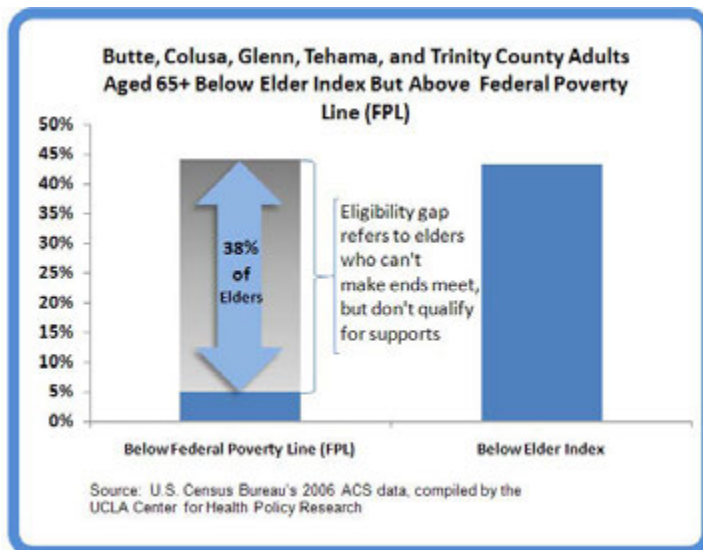 Butte, Colusa, Glenn, Tehama, and Trinity County Adults
Aged 65+ Below Elder Index But Above Federal Poverty
Line (FPL)
50%
45%
40%
35%
30%
25%
20%
15%
10%
5%
0%
38%
of
Elders
Eligibility gap
refers to elders
who can't
make ends meet,
but don't qualify
for supports
Below Federal Poverty Line (FPL)
Below Elder Index
Source: U.S. Census Bureau's 2006 ACS data, compiled by the
UCLA Center for Health Policy Research